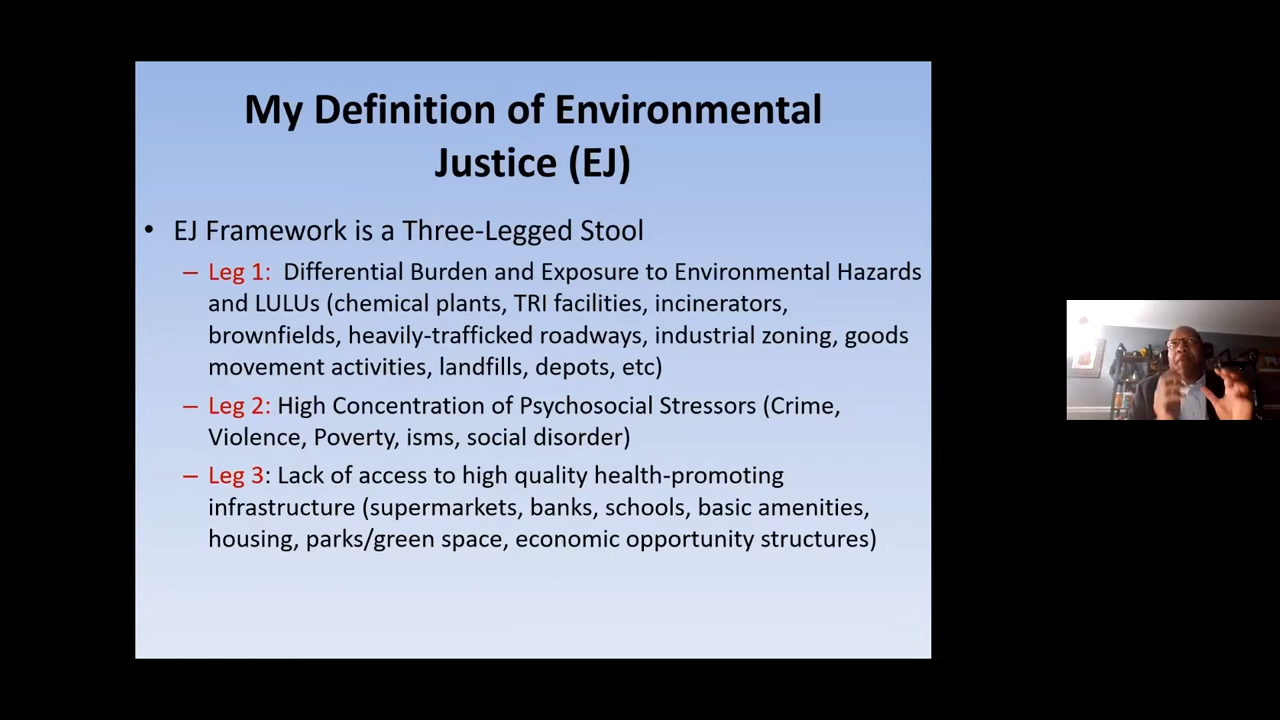 My Definition of Environmental
Justice (EJ)
• EJ Framework is a Three-Legged Stool
– Leg 1:  Differential Burden and Exposure to Environmental Hazards
and LULUs (chemical plants, TRI facilities, incinerators,
brownfields, heavily-trafficked roadways, industrial zoning, goods
movement activities, landfills, depots, etc)
– Leg 2: High Concentration of Psychosocial Stressors (Crime,
Violence, Poverty, isms, social disorder)
– Leg 3: Lack of access to high quality health-promoting
infrastructure (supermarkets, banks, schools, basic amenities,
housing, parks/green space, economic opportunity structures)